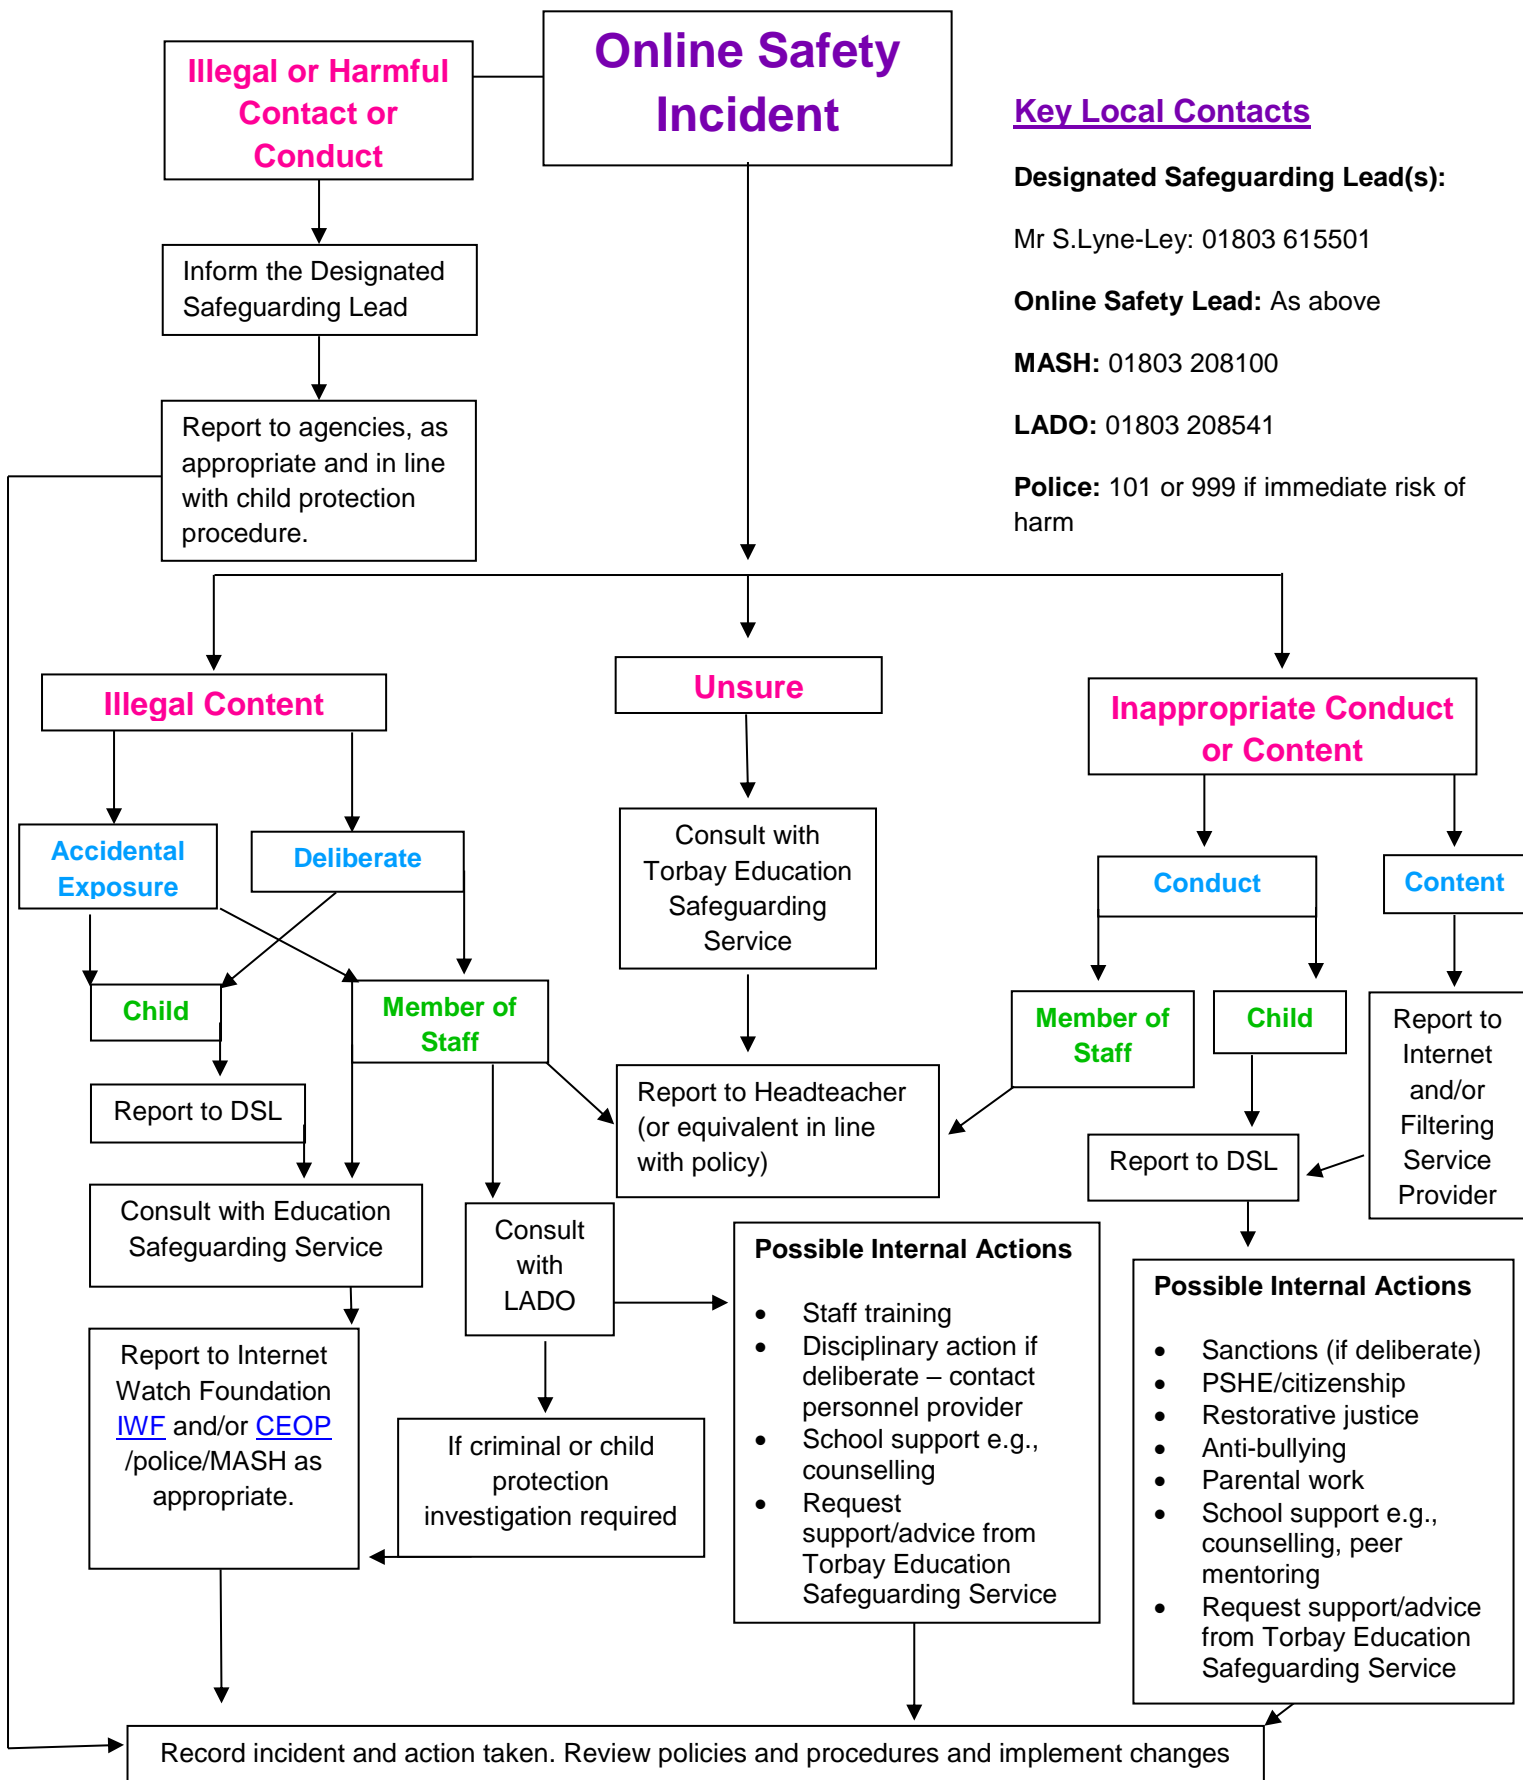 Online Safety
Incident
Illegal or Harmful
Contact or
Conduct
Key Local Contacts
Designated Safeguarding Lead(s):
Mr S.Lyne-Ley: 01803 615501
Online Safety Lead: As above
MASH: 01803 208100
LADO: 01803 208541
Police: 101 or 999 if immediate risk of
harm
Inform the Designated
Safeguarding Lead
Report to agencies, as
appropriate and in line
with child protection
procedure.
Illegal Content
Unsure
Inappropriate Conduct
or Content
Accidental
Exposure
Deliberate
Consult with
Torbay Education
Safeguarding
Service
Conduct
Content
Child
Member of
Staff
Member of
Staff
Child
Report to
Internet
and/or
Filtering
Service
Provider
Report to DSL
Report to Headteacher
(or equivalent in line
with policy)
Report to DSL
Consult with Education
Safeguarding Service
Consult
with
LADO
Possible Internal Actions
• Staff training
• Disciplinary action if
deliberate – contact
personnel provider
• School support e.g.,
counselling
• Request
support/advice from
Torbay Education
Safeguarding Service
Possible Internal Actions
• Sanctions (if deliberate)
• PSHE/citizenship
• Restorative justice
• Anti-bullying
• Parental work
• School support e.g.,
counselling, peer
mentoring
• Request support/advice
from Torbay Education
Safeguarding Service
Report to Internet
Watch Foundation
IWF and/or CEOP
/police/MASH as
appropriate.
If criminal or child
protection
investigation required
Record incident and action taken. Review policies and procedures and implement changes